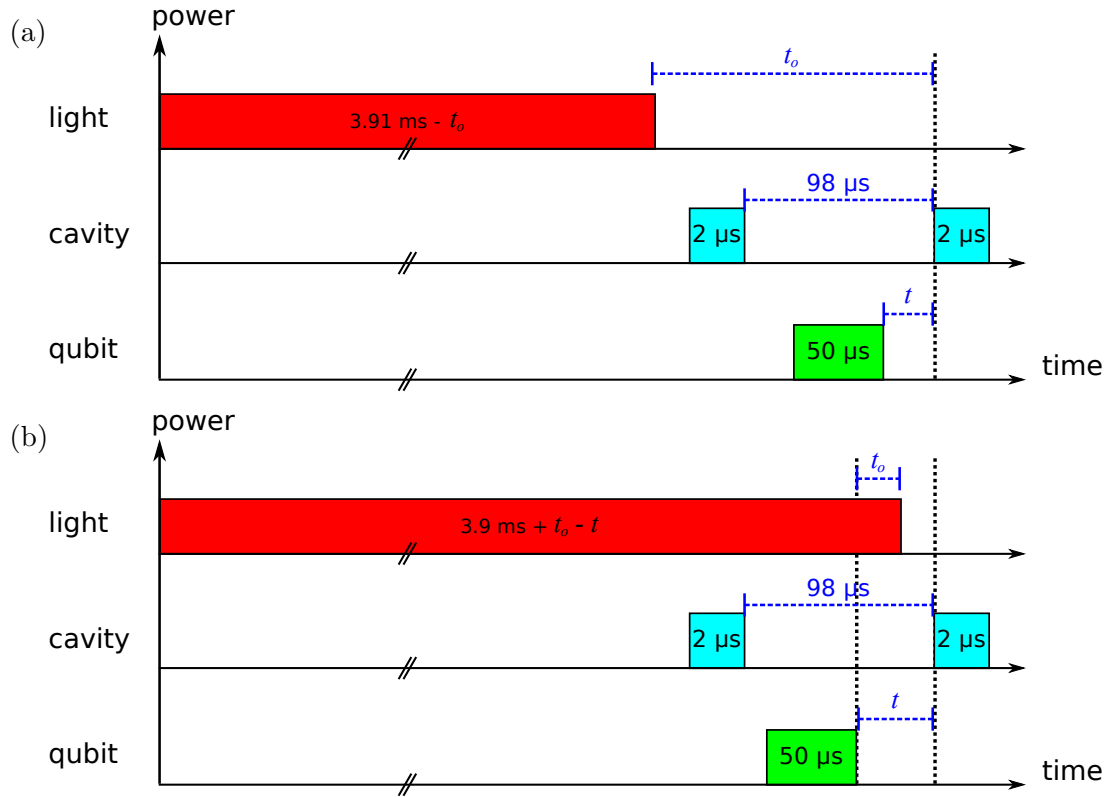 (a)
power
t_o
light
3.91 ms - t_o
98 µs
cavity
2 µs
2 µs
t
qubit
50 µs
time
(b)
power
t_o
light
3.9 ms + t_o - t
98 µs
cavity
2 µs
2 µs
t
qubit
50 µs
time